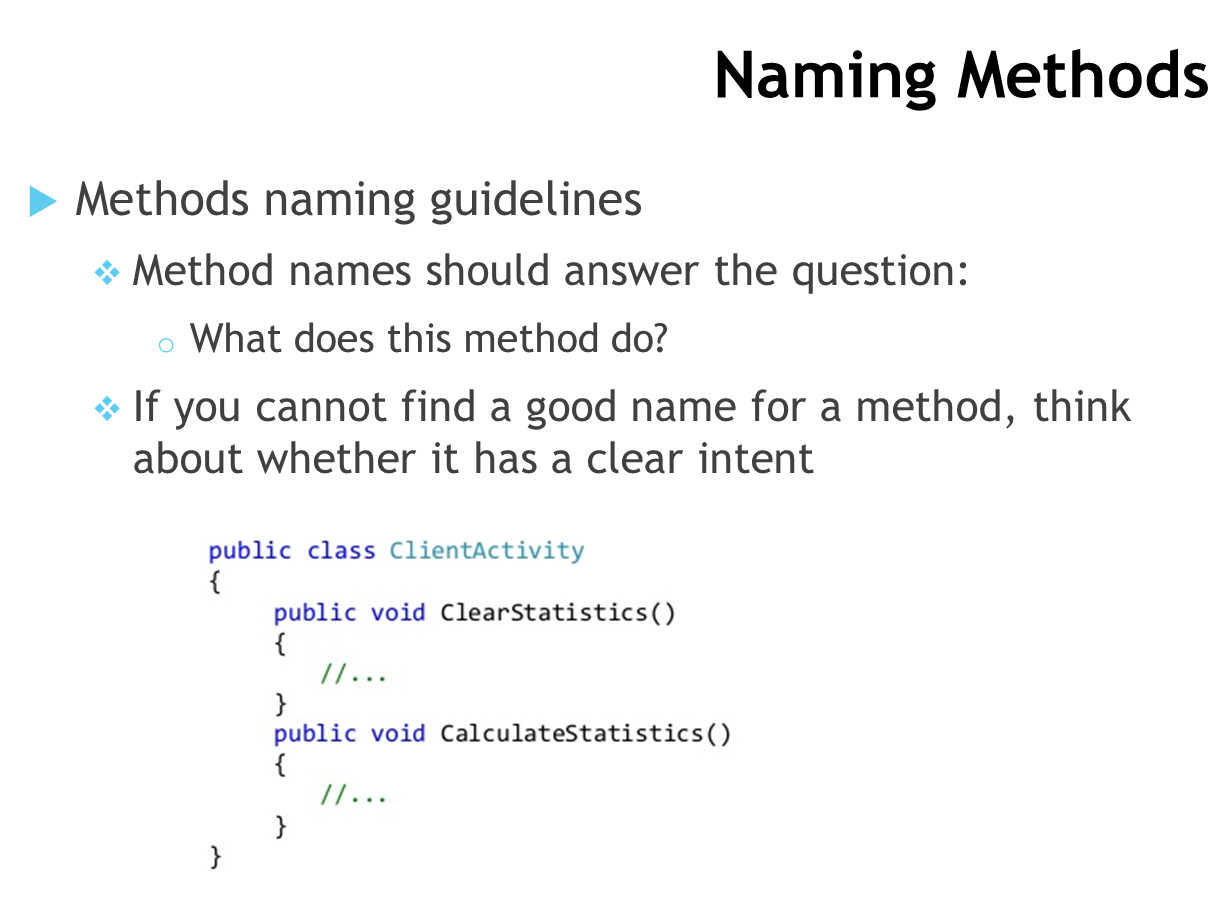 Naming Methods
Methods naming guidelines
Method names should answer the question:
What does this method do?
If you cannot find a good name for a method, think
about whether it has a clear intent
public class ClientActivity
{
public void ClearStatistics()
{
//...
}
public void CalculateStatistics()
{
//...
}
}